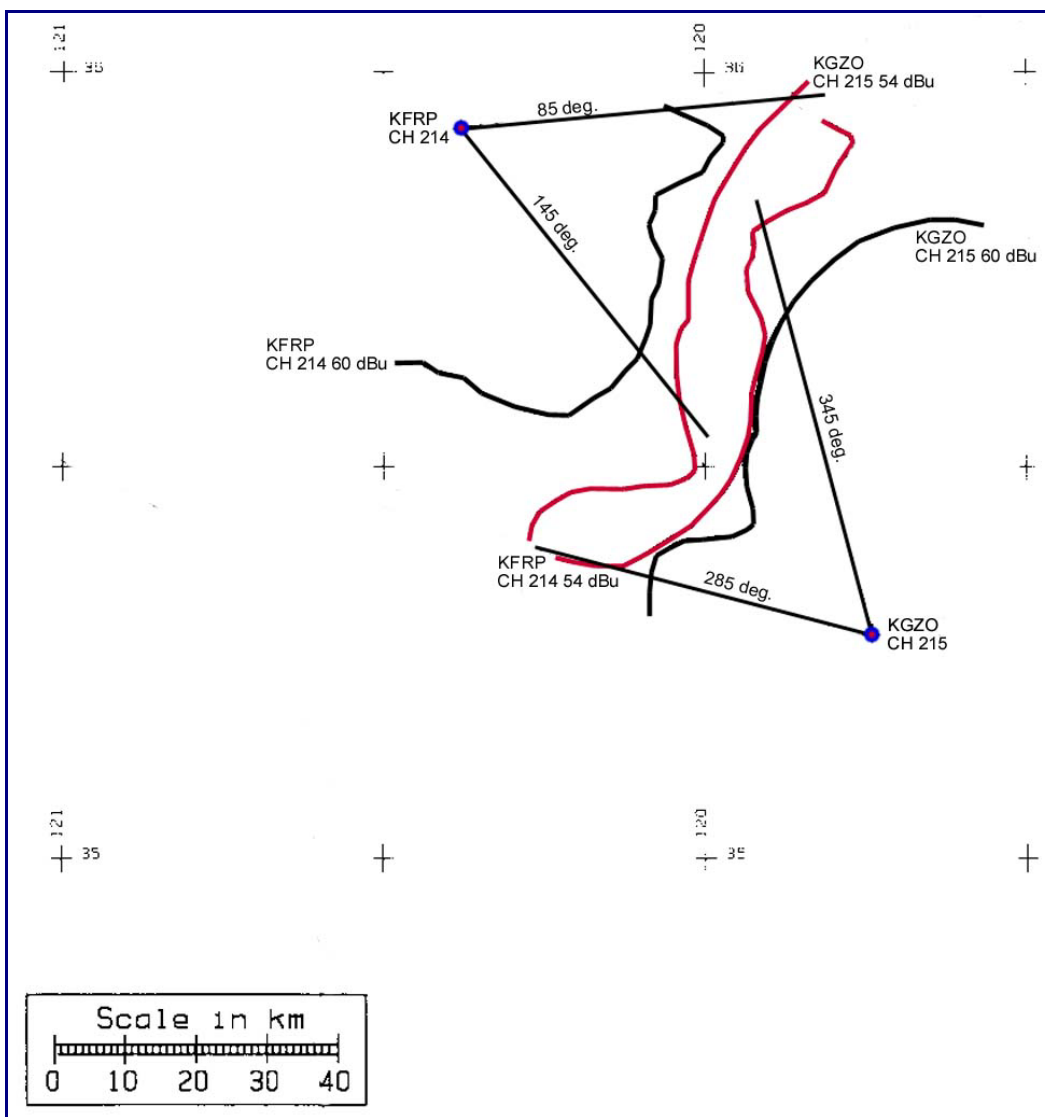 121
36
120
36
KGZO
CH 215 54 dBu
KFRP
CH 214
85 deg.
145 deg.
KGZO
CH 215 60 dBu
KFRP
CH 214 60 dBu
345 deg.
KFRP
CH 214 54 dBu
285 deg.
KGZO
CH 215
121
35
120
35
Scale in km
0 10 20 30 40